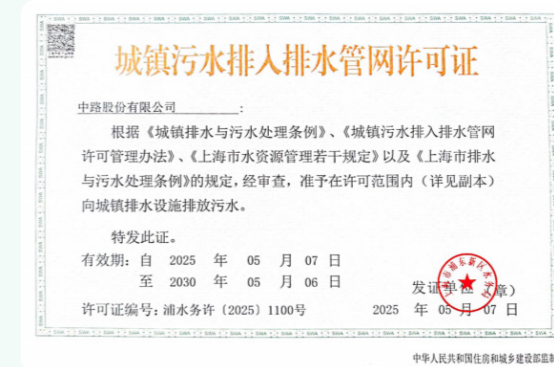 城镇污水排入排水管网许可证
中路股份有限公司:
根据《城镇排水与污水处理条例》、《城镇污水排入排水管网
许可管理办法》、《上海市水资源管理若干规定》以及《上海市排水
与污水处理条例》的规定,经审查,准予在许可范围内(详见副本)
向城镇排水设施排放污水。
特发此证。
有效期:自 2025 年 05 月 07 日
至 2030 年 05 月 06 日
发证单位(章)
许可证编号:浦水务许〔2025〕1100号 2025 年 05 月 07 日
中华人民共和国住房和城乡建设部监制